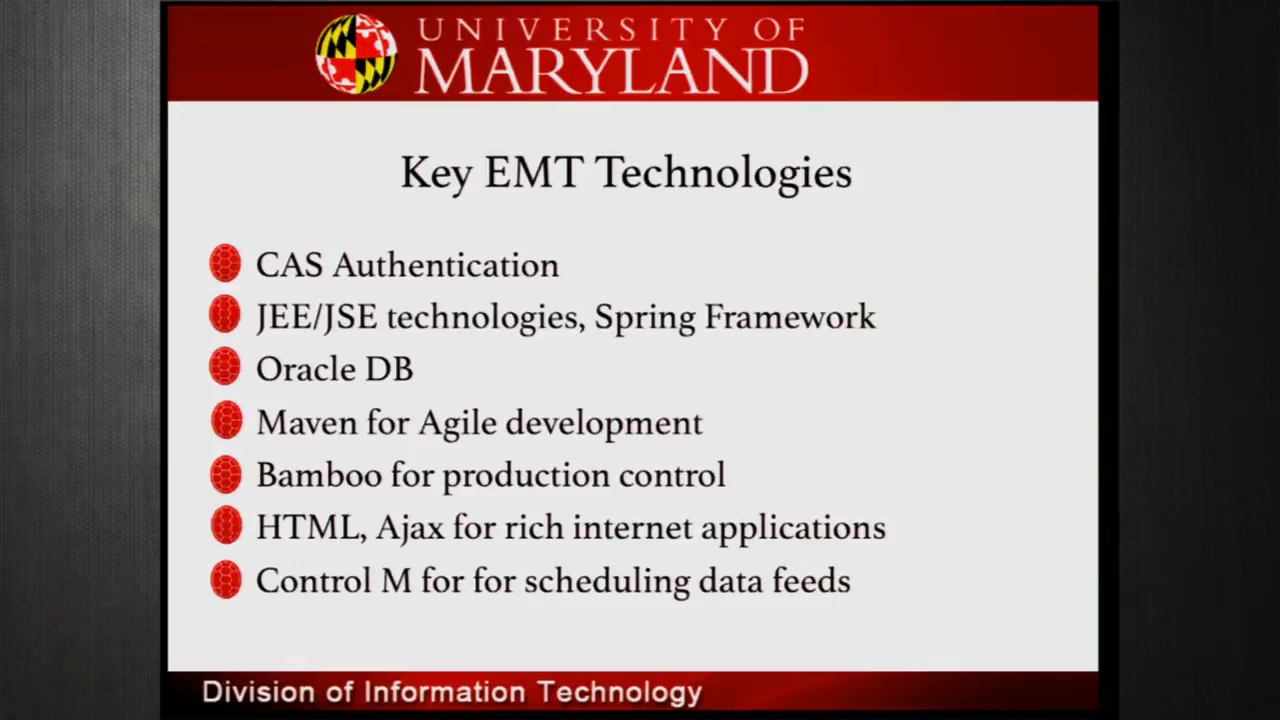 UNIVERSITY OF
MARYLAND
Key EMT Technologies
CAS Authentication
JEE/JSE technologies, Spring Framework
Oracle DB
Maven for Agile development
Bamboo for production control
HTML, Ajax for rich internet applications
Control M for for scheduling data feeds
Division of Information Technology